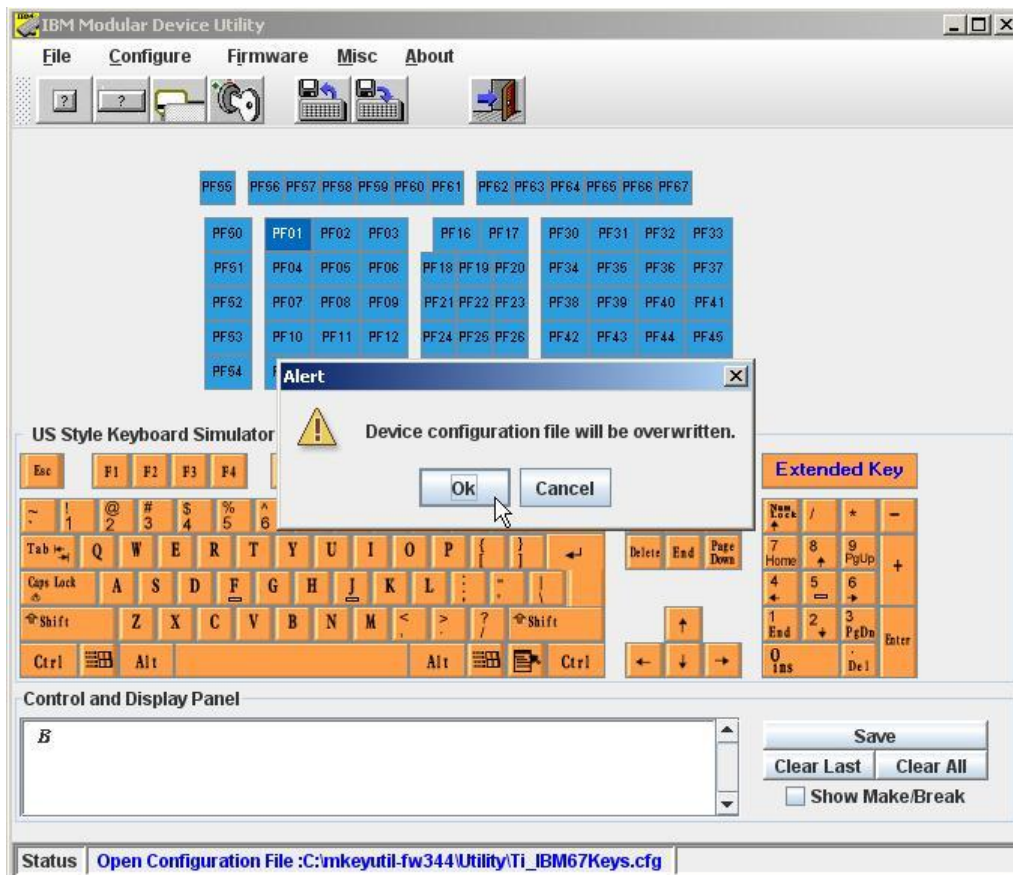 IBM Modular Device Utility
File Configure Firmware Misc About
? ?
PF55 PF56 PF57 PF58 PF59 PF60 PF61 PF62 PF63 PF64 PF65 PF66 PF67
PF50 PF01 PF02 PF03 PF16 PF17 PF30 PF31 PF32 PF33
PF51 PF04 PF05 PF06 PF18 PF19 PF20 PF34 PF35 PF36 PF37
PF52 PF07 PF08 PF09 PF21 PF22 PF23 PF38 PF39 PF40 PF41
PF53 PF10 PF11 PF12 PF24 PF25 PF26 PF42 PF43 PF44 PF45
PF54
Alert
Device configuration file will be overwritten.
Ok Cancel
US Style Keyboard Simulator
Esc F1 F2 F3 F4 Extended Key
~ ! @ # $ % ^ Num Lock / * -
` 1 2 3 4 5 6
Tab Q W E R T Y U I O P { } Delete End Page Down 7 8 9 +
[ ] Home PgUp
Caps Lock A S D F G H J K L : " | 4 5 6
; ' \
Shift Z X C V B N M < > ? Shift 1 2 3 Enter
, . / End PgDn
Ctrl Alt Alt Ctrl 0 .
Ins Del
Control and Display Panel
B
Save
Clear Last Clear All
Show Make/Break
Status Open Configuration File :C:\mkeyutil-fw344\Utility\Ti_IBM67Keys.cfg